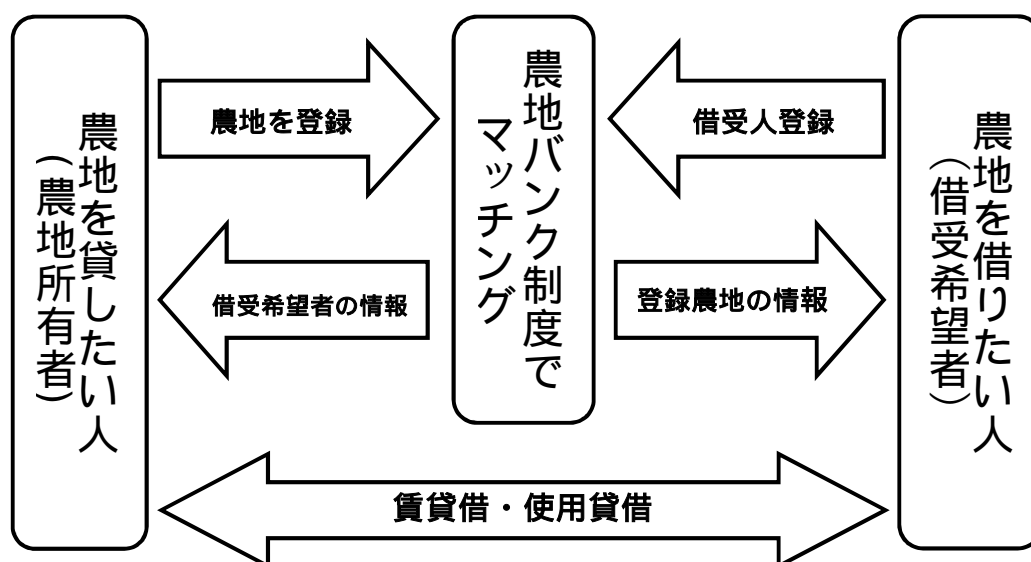 農地を貸したい人
（農地所有者）
農地を登録
借受希望者の情報
農地バンク制度で
マッチング
借受人登録
登録農地の情報
農地を借りたい人
（借受希望者）
賃貸借・使用貸借